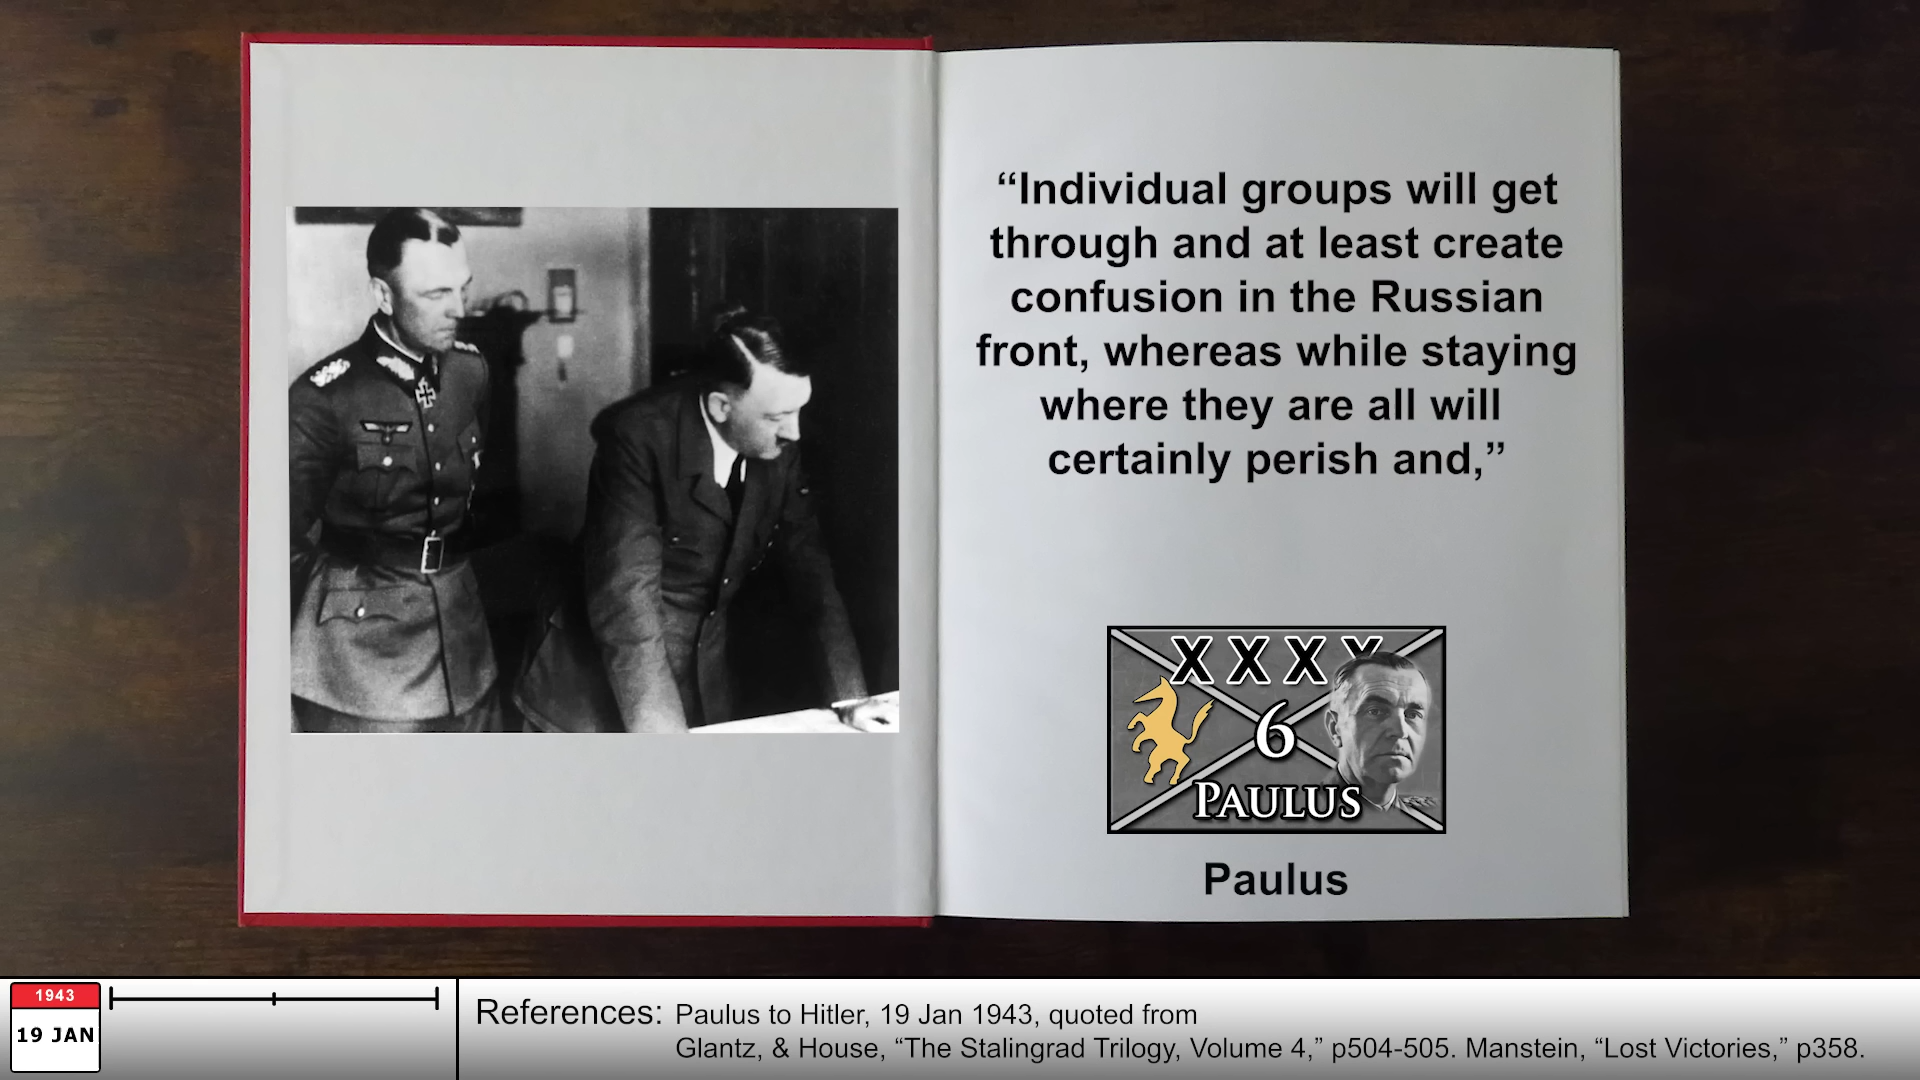 “Individual groups will get
through and at least create
confusion in the Russian
front, whereas while staying
where they are all will
certainly perish and,”
X X X X
6
PAULUS
Paulus
1943
19 JAN
References: Paulus to Hitler, 19 Jan 1943, quoted from
Glantz, & House, “The Stalingrad Trilogy, Volume 4,” p504-505. Manstein, “Lost Victories,” p358.